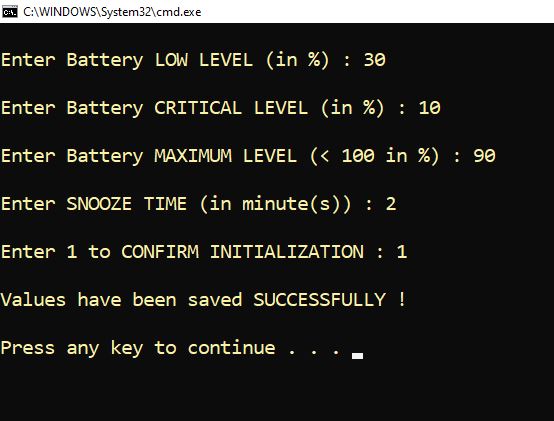 C:\WINDOWS\System32\cmd.exe
Enter Battery LOW LEVEL (in %) : 30
Enter Battery CRITICAL LEVEL (in %) : 10
Enter Battery MAXIMUM LEVEL (< 100 in %) : 90
Enter SNOOZE TIME (in minute(s)) : 2
Enter 1 to CONFIRM INITIALIZATION : 1
Values have been saved SUCCESSFULLY !
Press any key to continue . . .